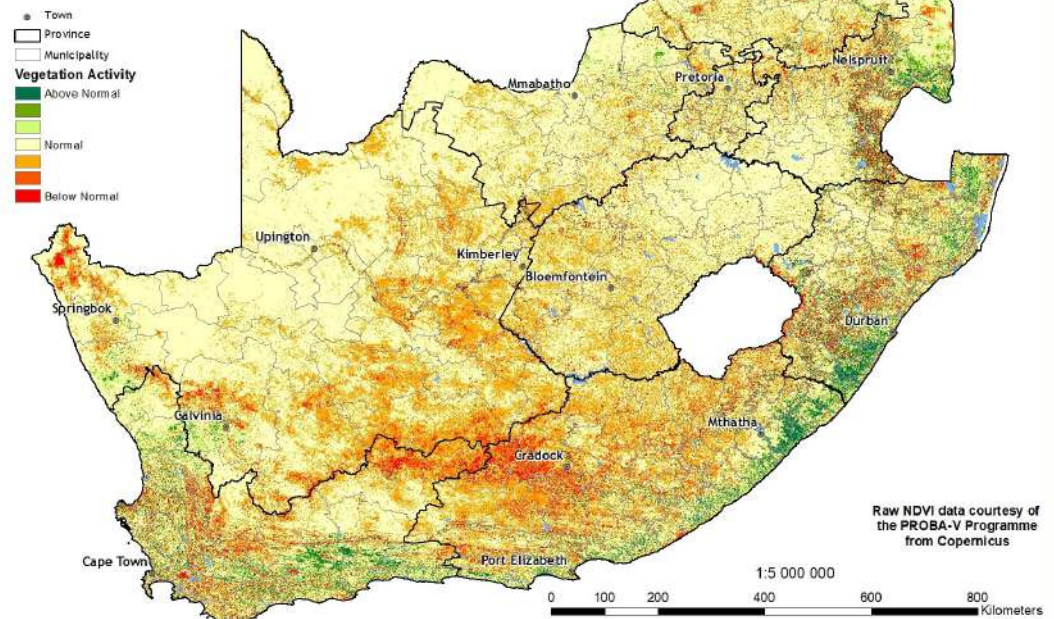 Town
Province
Municipality
Vegetation Activity
Above Normal
Normal
Below Normal
Nelspruit
Pretoria
Mmabatho
Upington
Kimberley
Bloemfontein
Springbok
Durban
Calvinia
Mthatha
Cradock
Cape Town
Port Elizabeth
Raw NDVI data courtesy of
the PROBA-V Programme
from Copernicus
1:5 000 000
0 100 200 400 600 800
Kilometers